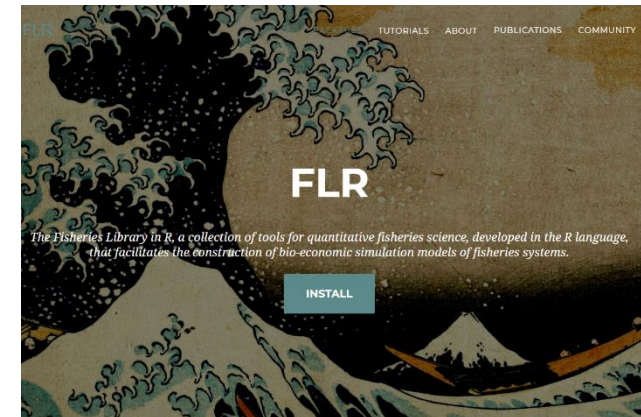 FLR
PACKAGES TUTORIALS ABOUT PUBLICATIONS COMMUNITY
FLR
The Fisheries Library in R, a collection of tools for quantitative fisheries science, developed in the R language,
that facilitates the construction of bio-economic simulation models of fisheries systems.
INSTALL